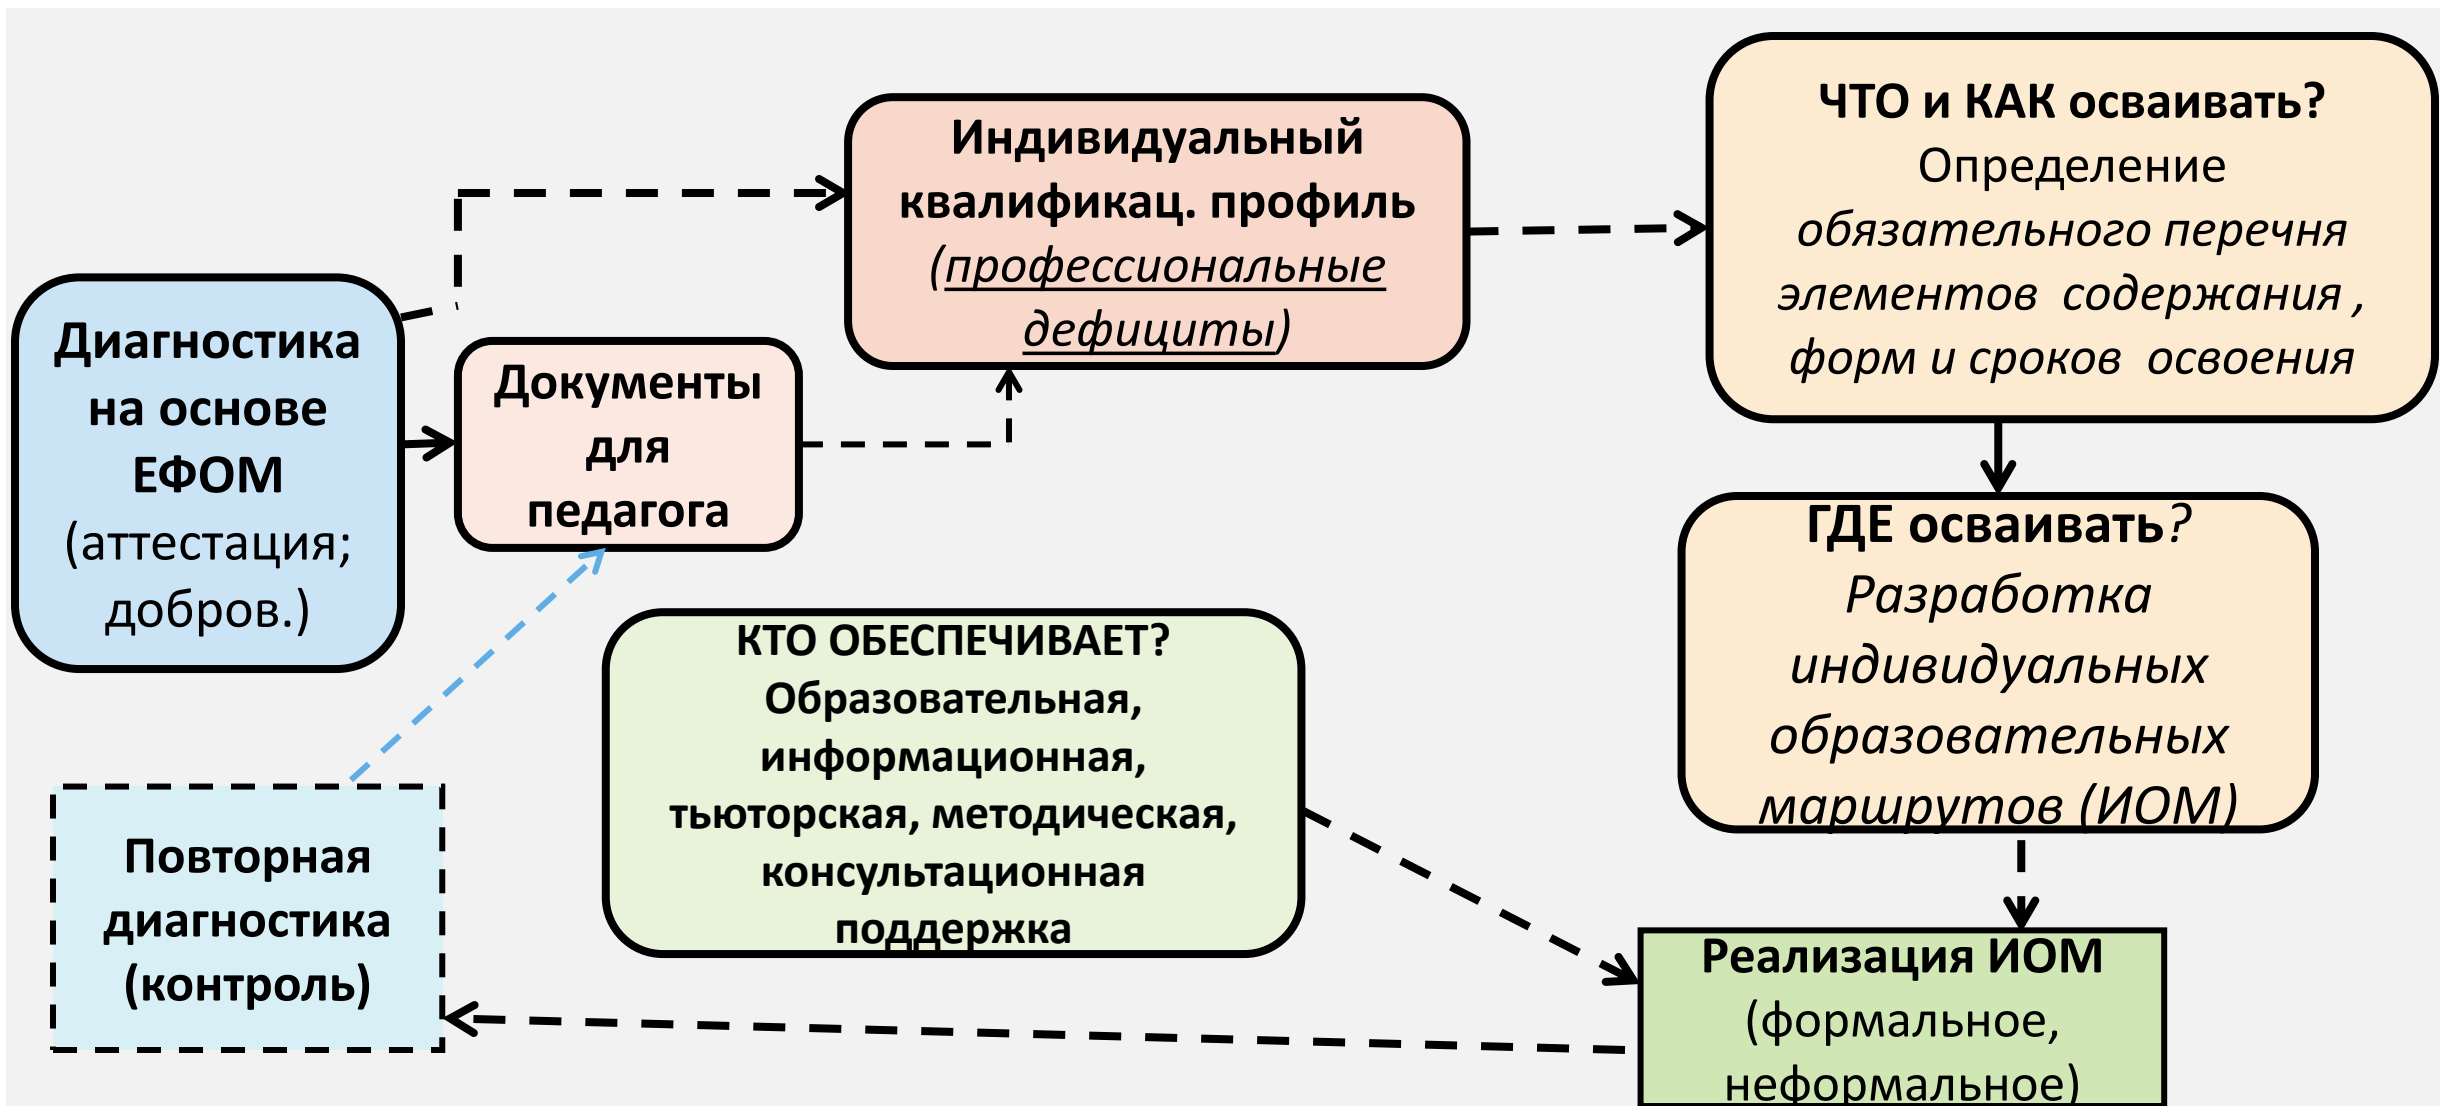 Диагностика
на основе
ЕФОМ
(аттестация;
добров.)
Документы
для
педагога
Индивидуальный
квалификац. профиль
(профессиональные
дефициты)
ЧТО и КАК осваивать?
Определение
обязательного перечня
элементов  содержания ,
форм и сроков  освоения
ГДЕ осваивать?
Разработка
индивидуальных
образовательных
маршрутов (ИОМ)
КТО ОБЕСПЕЧИВАЕТ?
Образовательная,
информационная,
тьюторская, методическая,
консультационная
поддержка
Реализация ИОМ
(формальное,
неформальное)
Повторная
диагностика
(контроль)